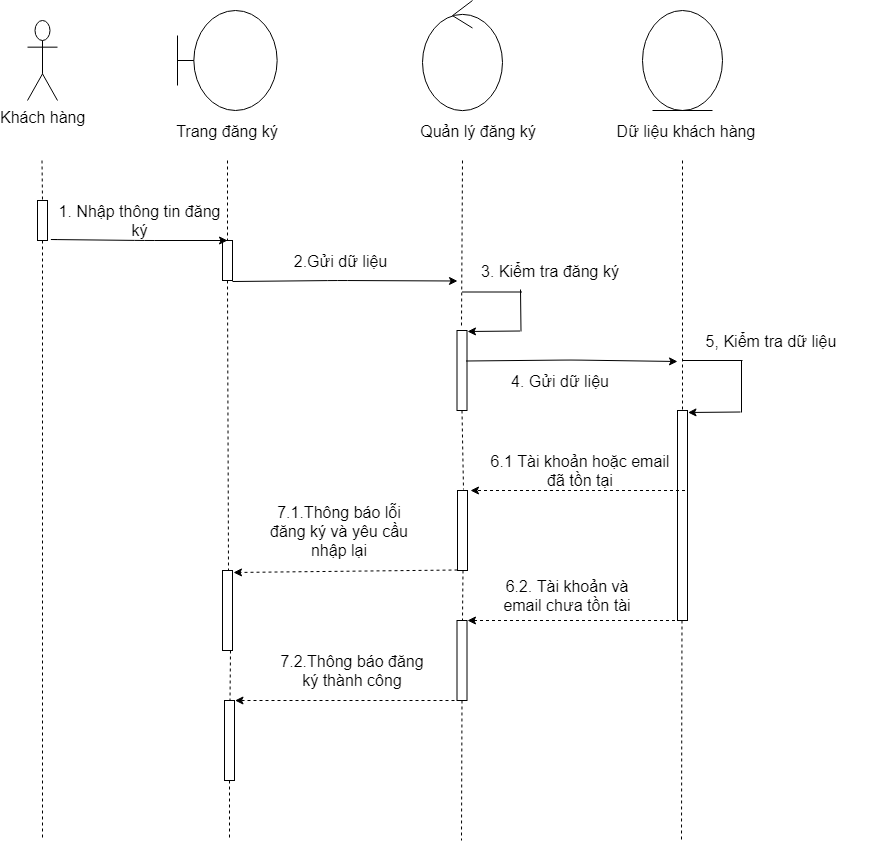 Khách hàng
Trang đăng ký
Quản lý đăng ký
Dữ liệu khách hàng
1. Nhập thông tin đăng
ký
2.Gửi dữ liệu
3. Kiểm tra đăng ký
5, Kiểm tra dữ liệu
4. Gửi dữ liệu
6.1 Tài khoản hoặc email
đã tồn tại
7.1.Thông báo lỗi
đăng ký và yêu cầu
nhập lại
6.2. Tài khoản và
email chưa tồn tài
7.2.Thông báo đăng
ký thành công